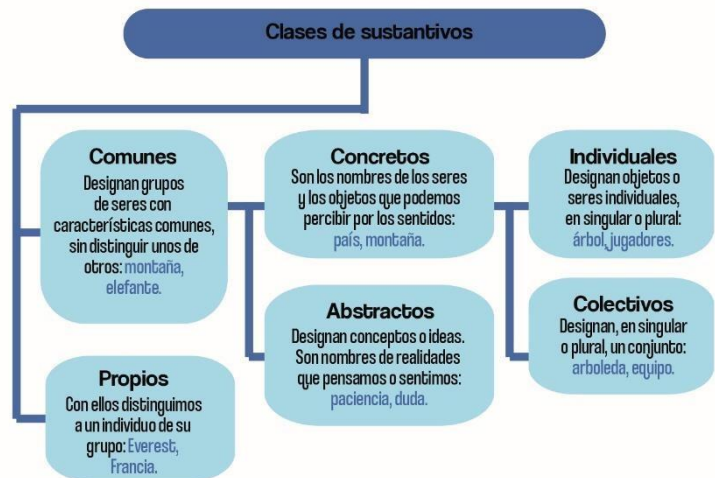 Clases de sustantivos
Comunes
Designan grupos
de seres con
características comunes,
sin distinguir unos de
otros: montaña,
elefante.
Propios
Con ellos distinguimos
a un individuo de su
grupo: Everest,
Francia.
Concretos
Son los nombres de los seres
y los objetos que podemos
percibir por los sentidos:
país, montaña.
Abstractos
Designan conceptos o ideas.
Son nombres de realidades
que pensamos o sentimos:
paciencia, duda.
Individuales
Designan objetos o
seres individuales,
en singular o plural:
árbol, jugadores.
Colectivos
Designan, en singular
o plural, un conjunto:
arboleda, equipo.